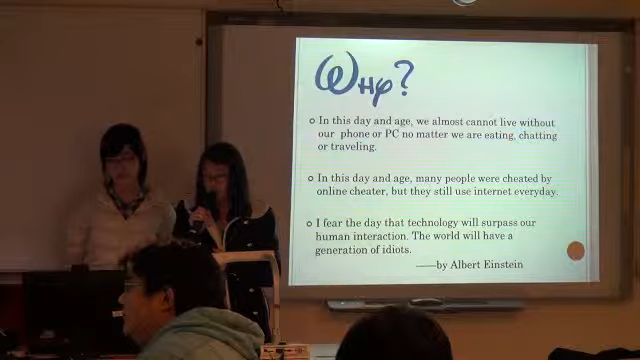 Why?
In this day and age, we almost cannot live without
our phone or PC no matter we are eating, chatting
or traveling.
In this day and age, many people were cheated by
online cheater, but they still use internet everyday.
I fear the day that technology will surpass our
human interaction. The world will have a
generation of idiots.
——by Albert Einstein